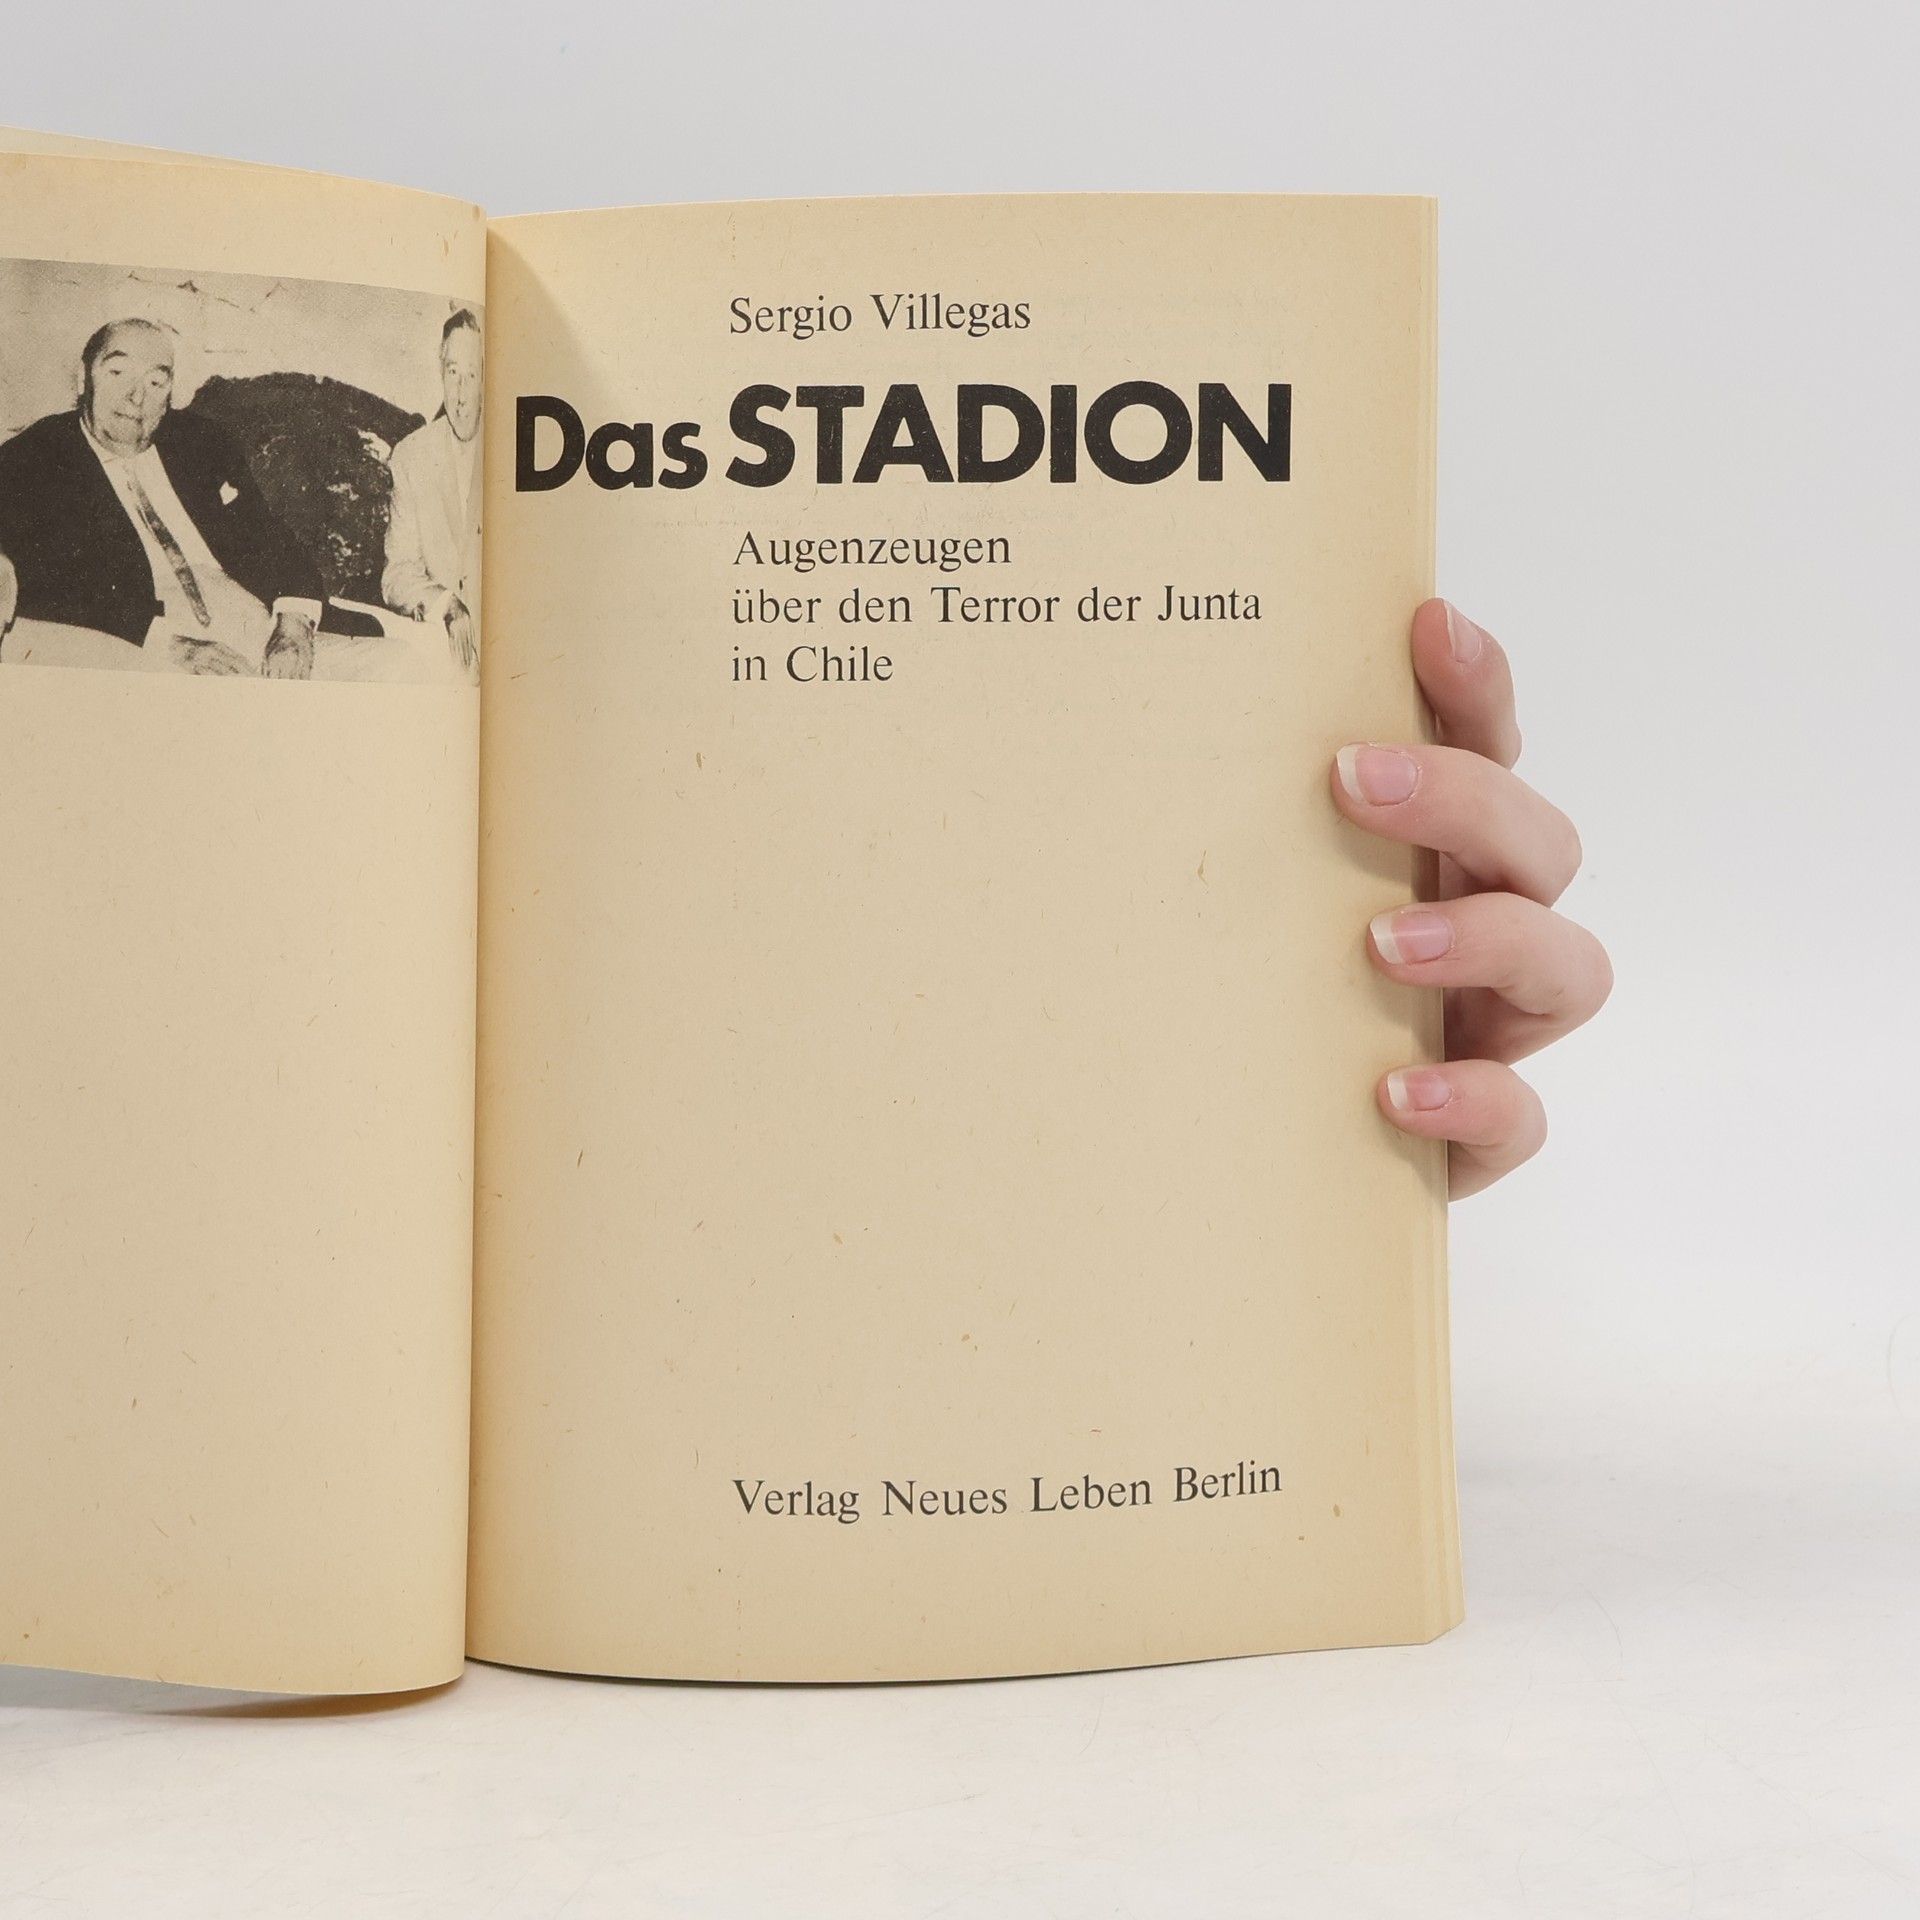 Sergio Villegas
Das STADION
Augenzeugen
über den Terror der Junta
in Chile
Verlag Neues Leben Berlin